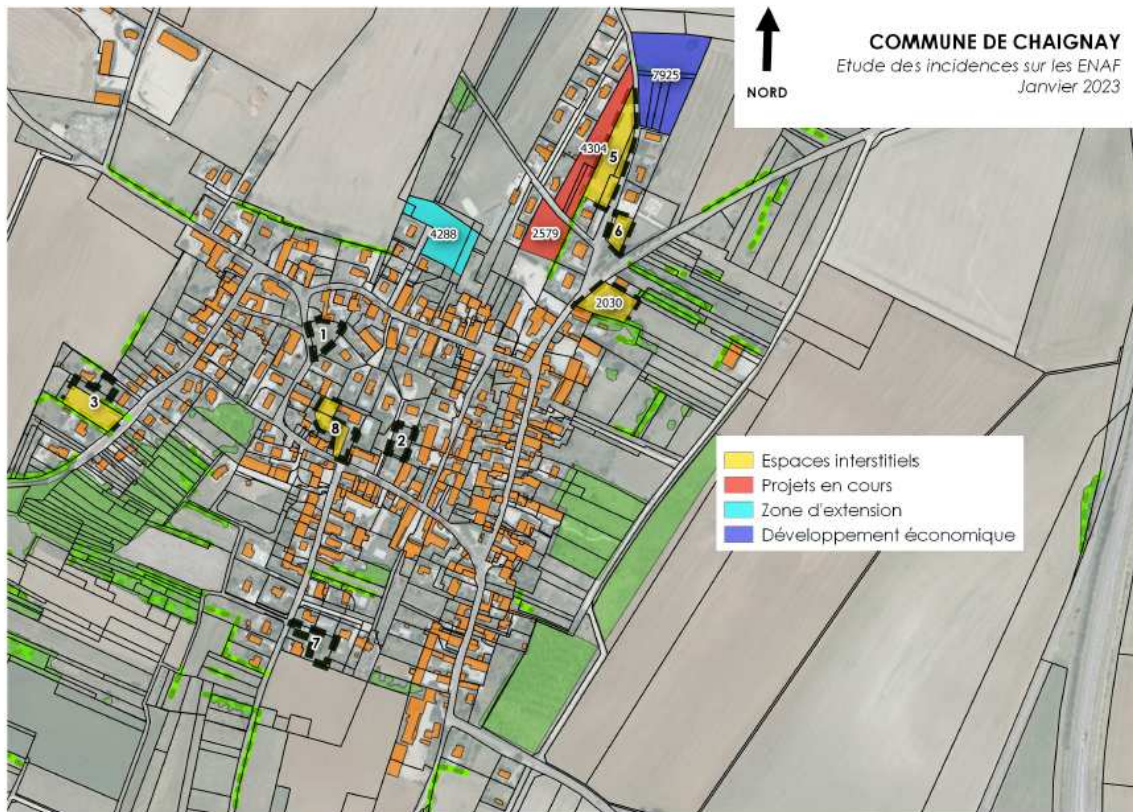 COMMUNE DE CHAIGNAY
Etude des incidences sur les ENAF
Janvier 2023
NORD
7925
4304
5
2579
6
4288
2030
1
3
8
2
7
Espaces interstitiels
Projets en cours
Zone d'extension
Développement économique